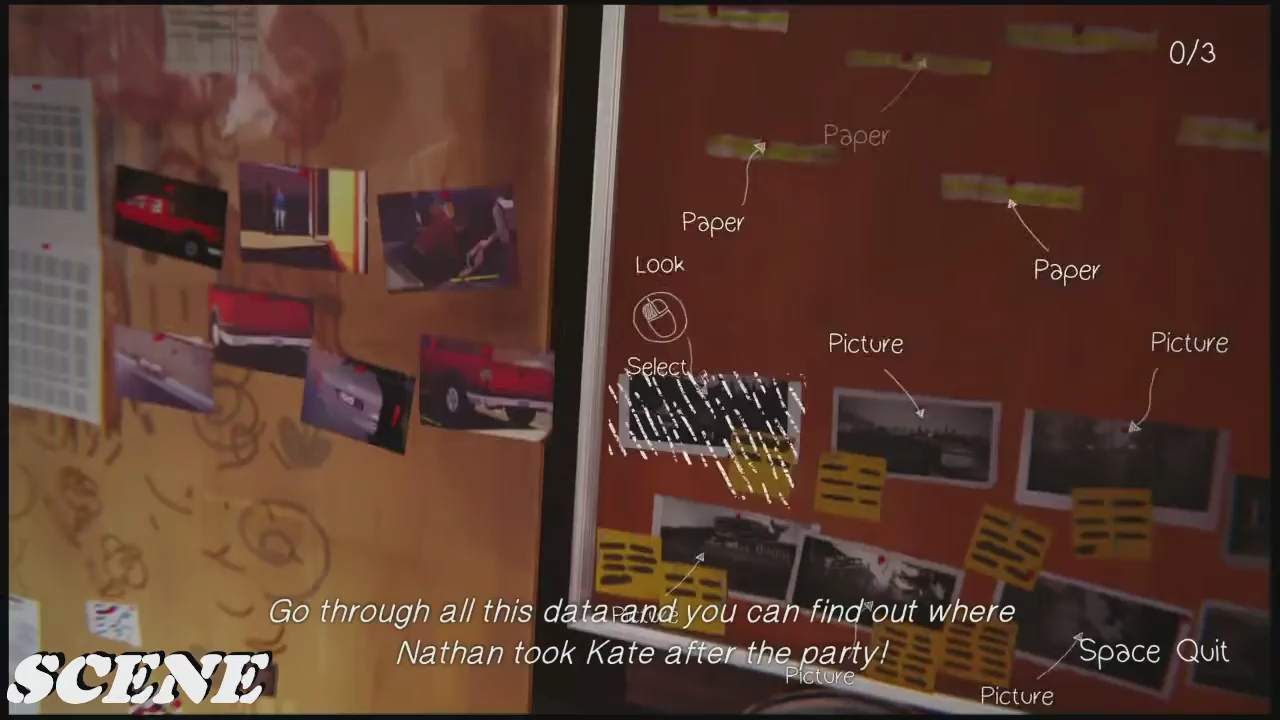 0/3
Paper
Paper
Paper
Look
Select
Picture
Picture
Go through all this data and you can find out where
Picture
Nathan took Kate after the party!
Space Quit
Picture
Picture
SCENE